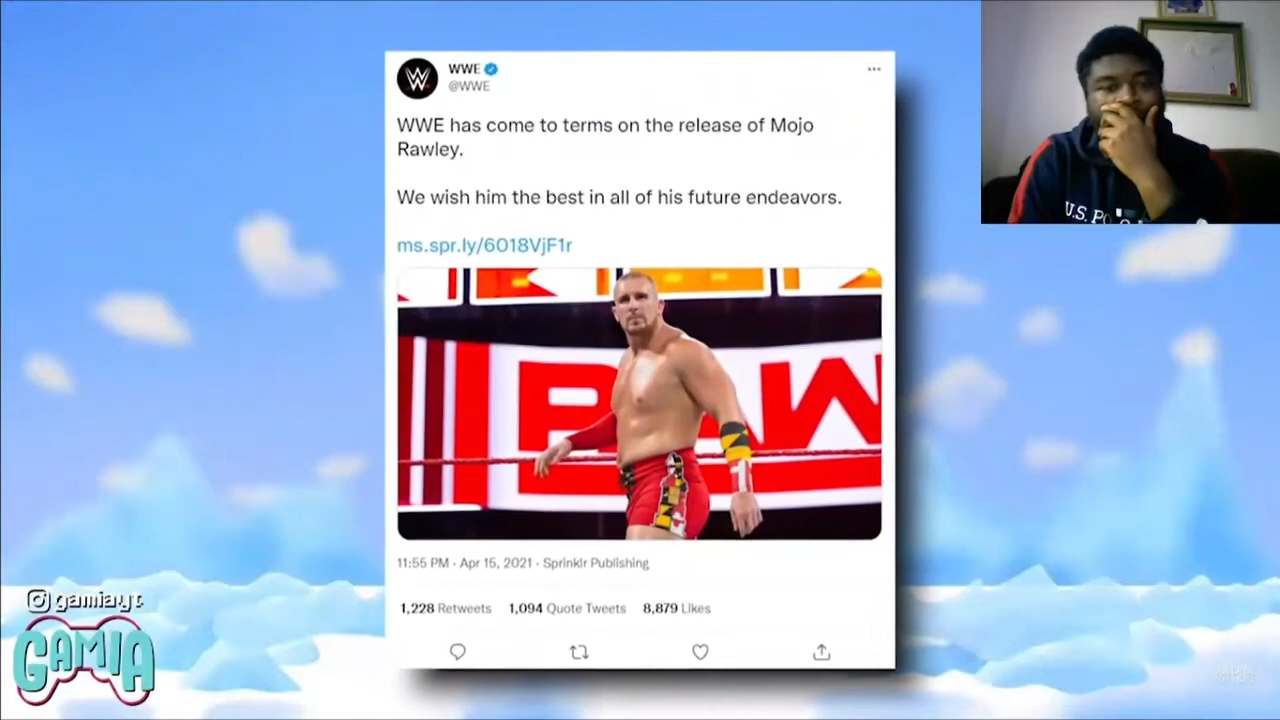 WWE
@WWE
WWE has come to terms on the release of Mojo
Rawley.
We wish him the best in all of his future endeavors.
ms.spr.ly/6018VjF1r
RAW
11:55 PM · Apr 15, 2021 · Sprinklr Publishing
1,228 Retweets 1,094 Quote Tweets 8,879 Likes
U.S. PO
gamiayt
GAMIA